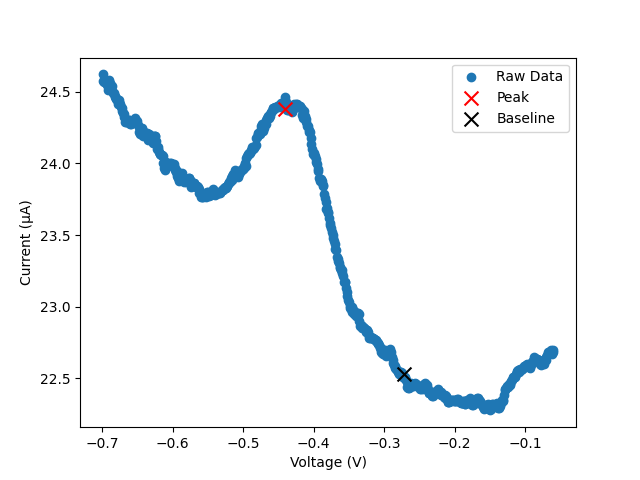 Raw Data
Peak
Baseline
24.5
24.0
23.5
23.0
22.5
Current (μA)
−0.7 −0.6 −0.5 −0.4 −0.3 −0.2 −0.1
Voltage (V)